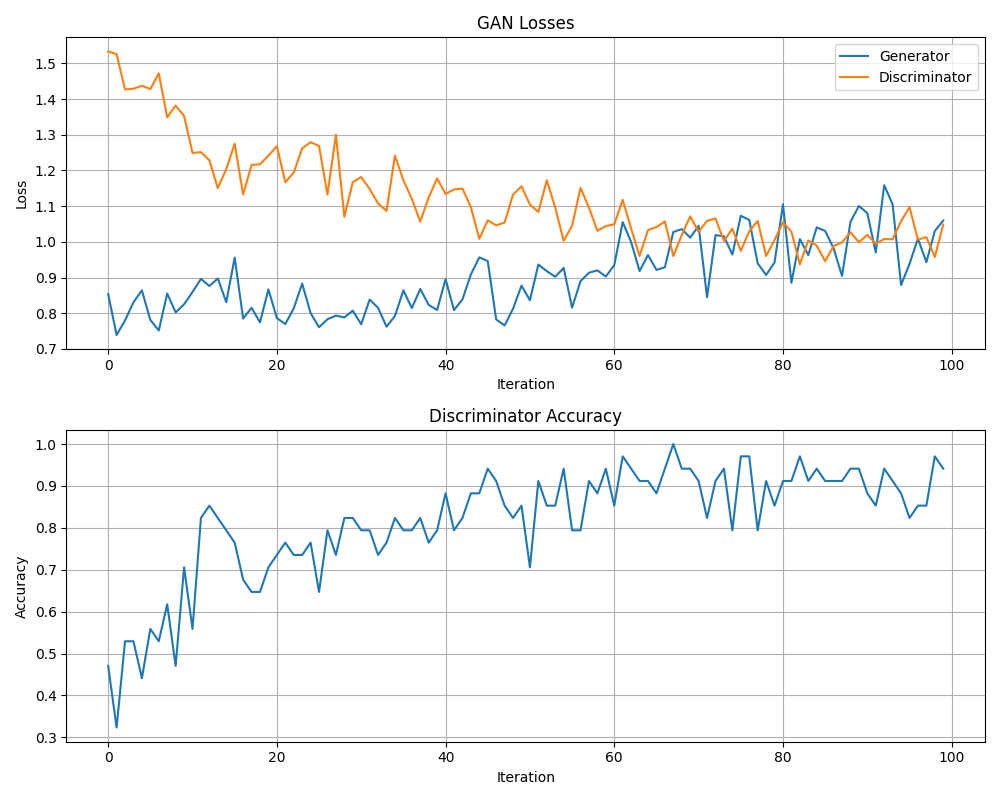 GAN Losses
Generator
Discriminator
1.5
1.4
1.3
1.2
1.1
1.0
0.9
0.8
0.7
Loss
0 20 40 60 80 100
Iteration
Discriminator Accuracy
1.0
0.9
0.8
0.7
0.6
0.5
0.4
0.3
Accuracy
0 20 40 60 80 100
Iteration